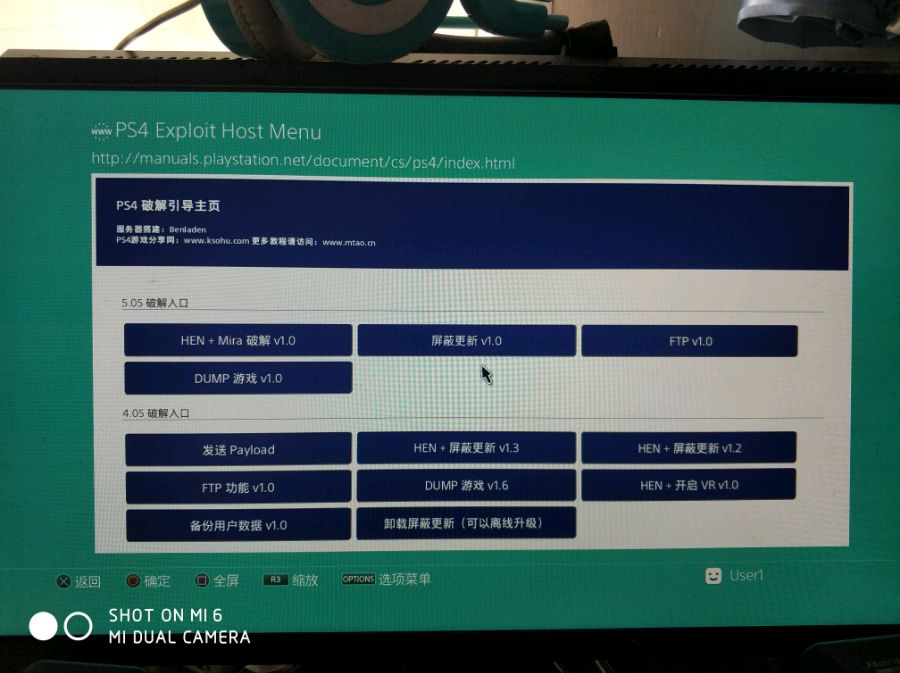 www PS4 Exploit Host Menu
http://manuals.playstation.net/document/cs/ps4/index.html
PS4 破解引导主页
服务器搭建：Benladen
PS4游戏分享网：www.ksohu.com 更多教程请访问：www.mtao.cn
5.05 破解入口
HEN + Mira 破解 v1.0
屏蔽更新 v1.0
FTP v1.0
DUMP 游戏 v1.0
4.05 破解入口
发送 Payload
HEN + 屏蔽更新 v1.3
HEN + 屏蔽更新 v1.2
FTP 功能 v1.0
DUMP 游戏 v1.6
HEN + 开启 VR v1.0
备份用户数据 v1.0
卸载屏蔽更新（可以离线升级）
返回 确定 全屏 R3 缩放 OPTIONS 选项菜单 User1
SHOT ON MI 6
MI DUAL CAMERA